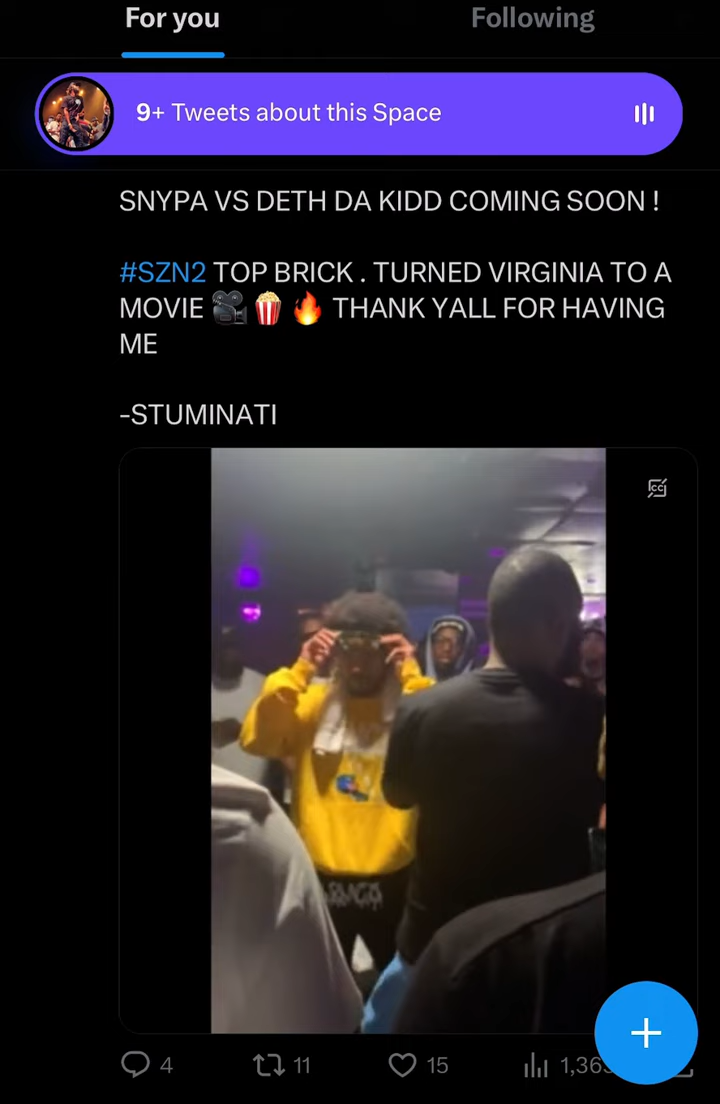 For you Following
9+ Tweets about this Space
SNYPA VS DETH DA KIDD COMING SOON !
#SZN2 TOP BRICK . TURNED VIRGINIA TO A
MOVIE 🎥 🍿 🔥 THANK YALL FOR HAVING
ME
-STUMINATI
CC
4 11 15